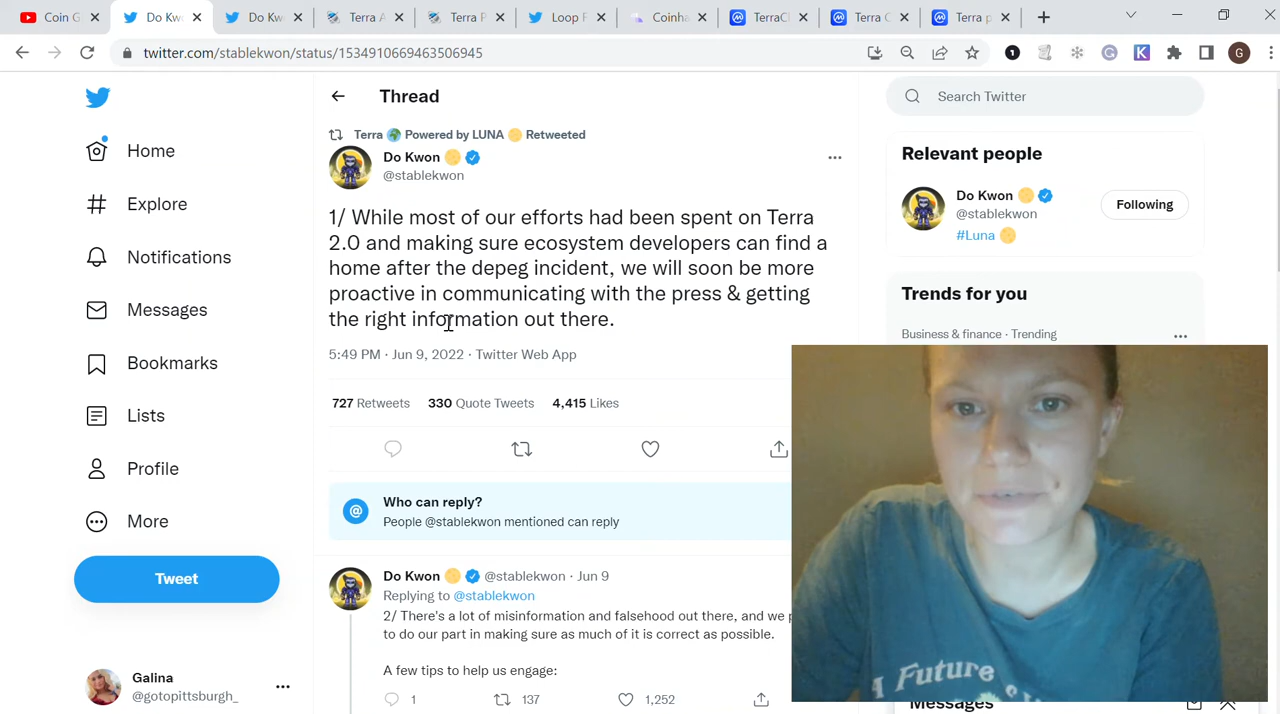 Coin G
Do Kwo
Do Kw
Terra A
Terra P
Loop F
Coinha
TerraCl
Terra C
Terra p
twitter.com/stablekwon/status/1534910669463506945
G
Home
Explore
Notifications
Messages
Bookmarks
Lists
Profile
More
Tweet
Galina
@gotopittsburgh_
Thread
Terra 🌍 Powered by LUNA 🌕 Retweeted
Do Kwon 🌕
@stablekwon
1/ While most of our efforts had been spent on Terra
2.0 and making sure ecosystem developers can find a
home after the depeg incident, we will soon be more
proactive in communicating with the press & getting
the right information out there.
5:49 PM · Jun 9, 2022 · Twitter Web App
727 Retweets 330 Quote Tweets 4,415 Likes
Who can reply?
People @stablekwon mentioned can reply
Do Kwon 🌕 @stablekwon · Jun 9
Replying to @stablekwon
2/ There's a lot of misinformation and falsehood out there, and we
to do our part in making sure as much of it is correct as possible.
A few tips to help us engage:
1 137 1,252
Search Twitter
Relevant people
Do Kwon 🌕
@stablekwon
Following
#Luna 🌕
Trends for you
Business & finance · Trending
A Future
Messages